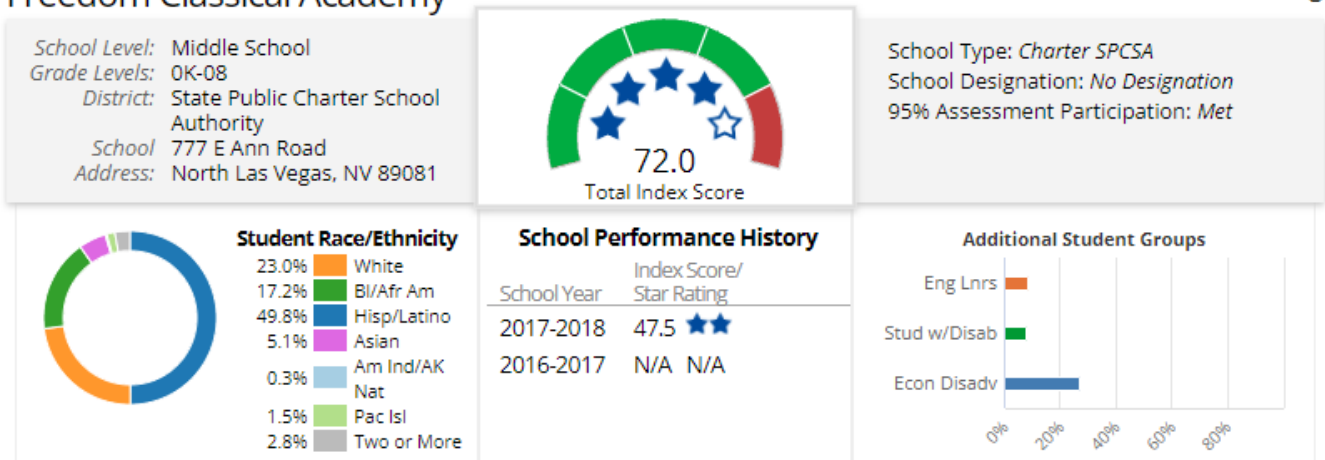 Freedom Classical Academy
School Level: Middle School
Grade Levels: 0K-08
District: State Public Charter School
Authority
School 777 E Ann Road
Address: North Las Vegas, NV 89081
72.0
Total Index Score
School Type: Charter SPCSA
School Designation: No Designation
95% Assessment Participation: Met
Student Race/Ethnicity
23.0% White
17.2% Bl/Afr Am
49.8% Hisp/Latino
5.1% Asian
0.3% Am Ind/AK
Nat
1.5% Pac Isl
2.8% Two or More
School Performance History
Index Score/
School Year Star Rating
2017-2018 47.5
2016-2017 N/A N/A
Additional Student Groups
Eng Lnrs
Stud w/Disab
Econ Disadv
0% 20% 40% 60% 80%